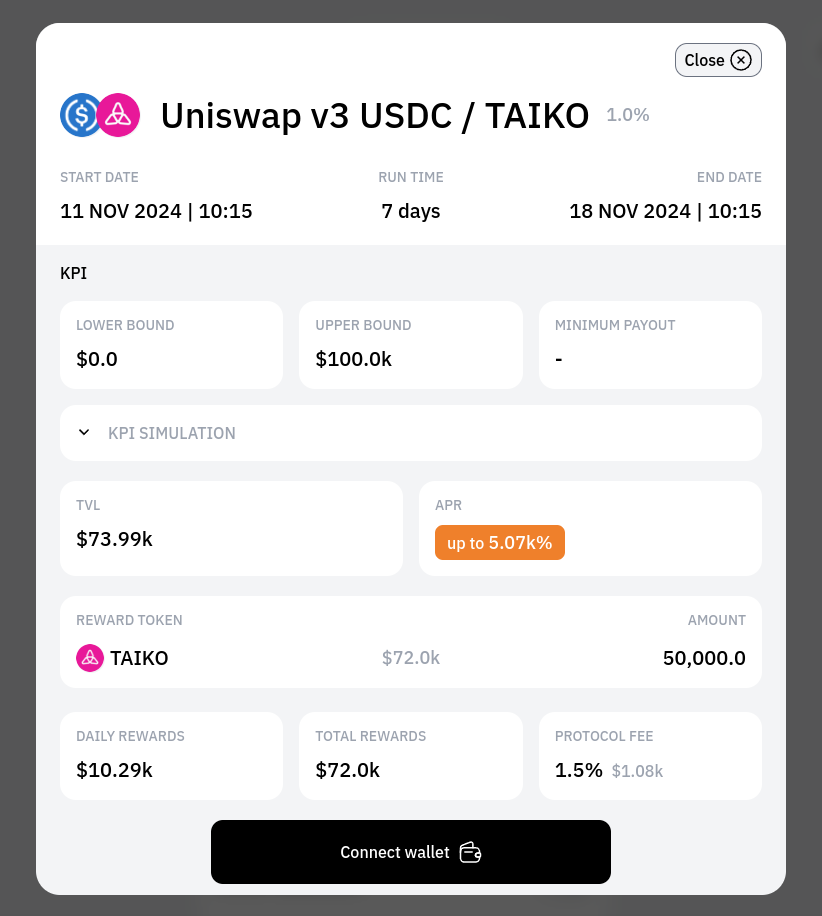 Close
Uniswap v3 USDC / TAIKO 1.0%
START DATE RUN TIME END DATE
11 NOV 2024 | 10:15 7 days 18 NOV 2024 | 10:15
KPI
LOWER BOUND UPPER BOUND MINIMUM PAYOUT
$0.0 $100.0k -
KPI SIMULATION
TVL APR
$73.99k up to 5.07k%
REWARD TOKEN AMOUNT
TAIKO $72.0k 50,000.0
DAILY REWARDS TOTAL REWARDS PROTOCOL FEE
$10.29k $72.0k 1.5% $1.08k
Connect wallet